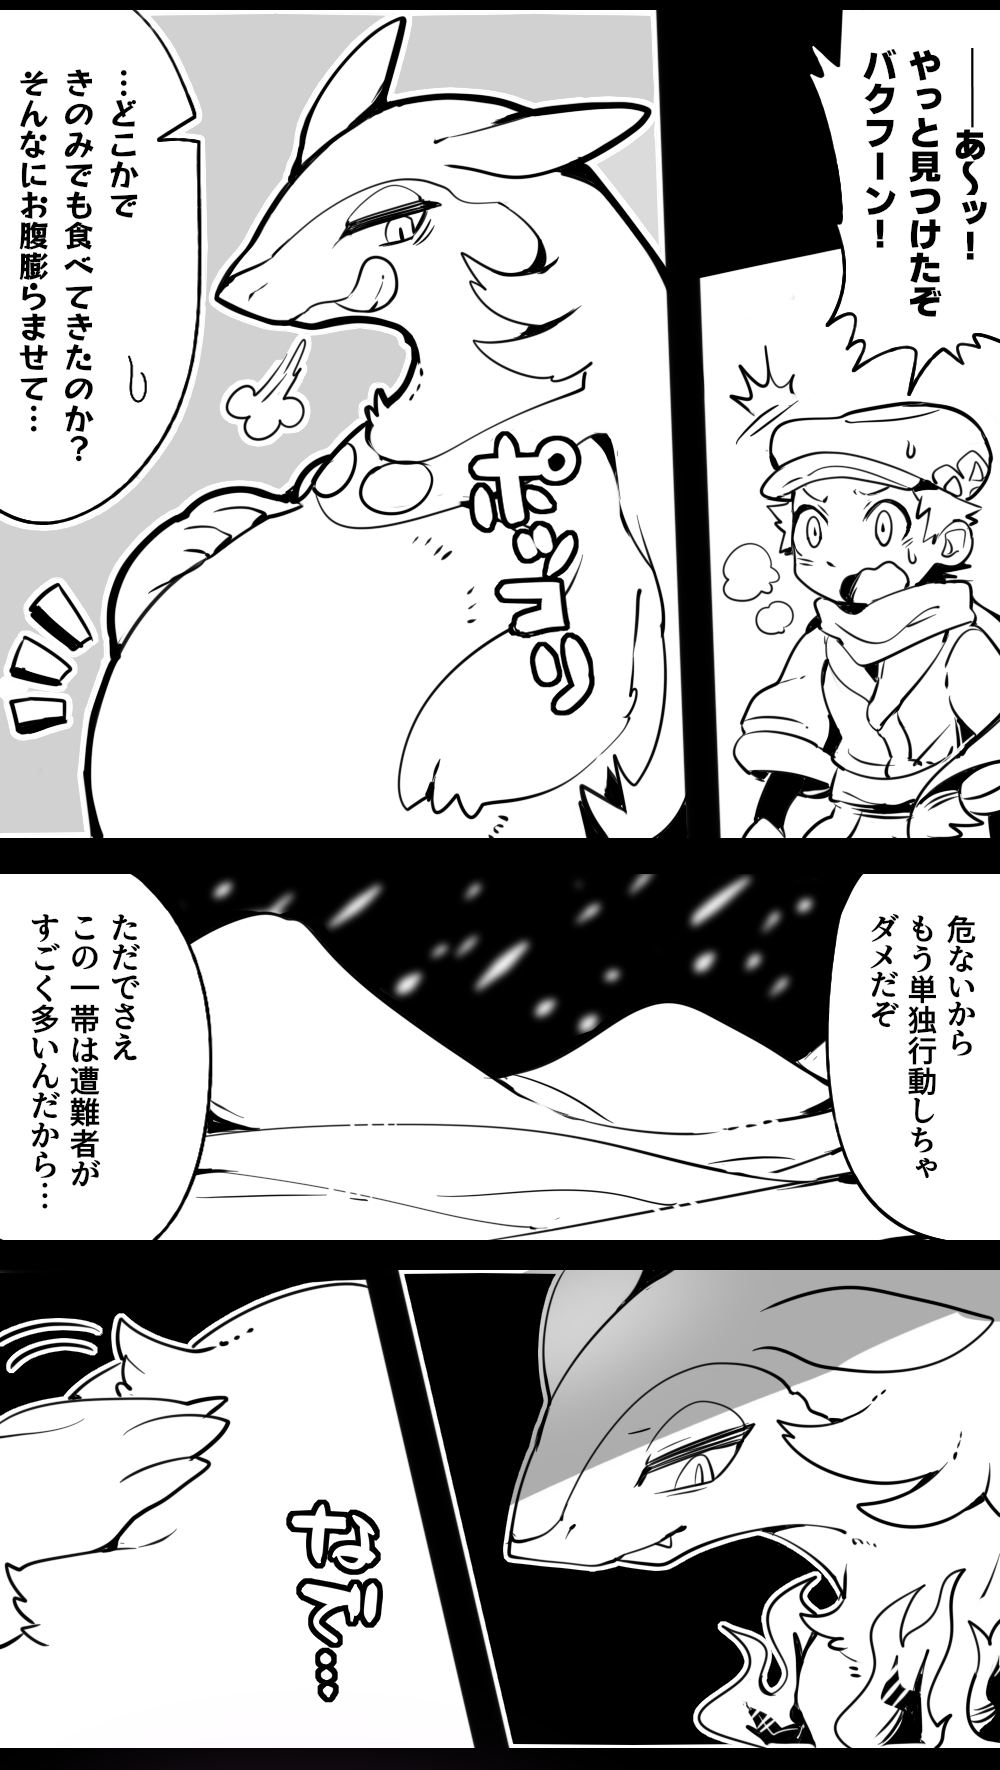 ――あ～ッ！
やっと見つけたぞ
バクフーン！
…どこかで
きのみでも食べてきたのか？
そんなにお腹膨らませて…
ポッコリ
危ないから
もう単独行動しちゃ
ダメだぞ
ただでさえ
この一帯は遭難者が
すごく多いんだから…
なで…